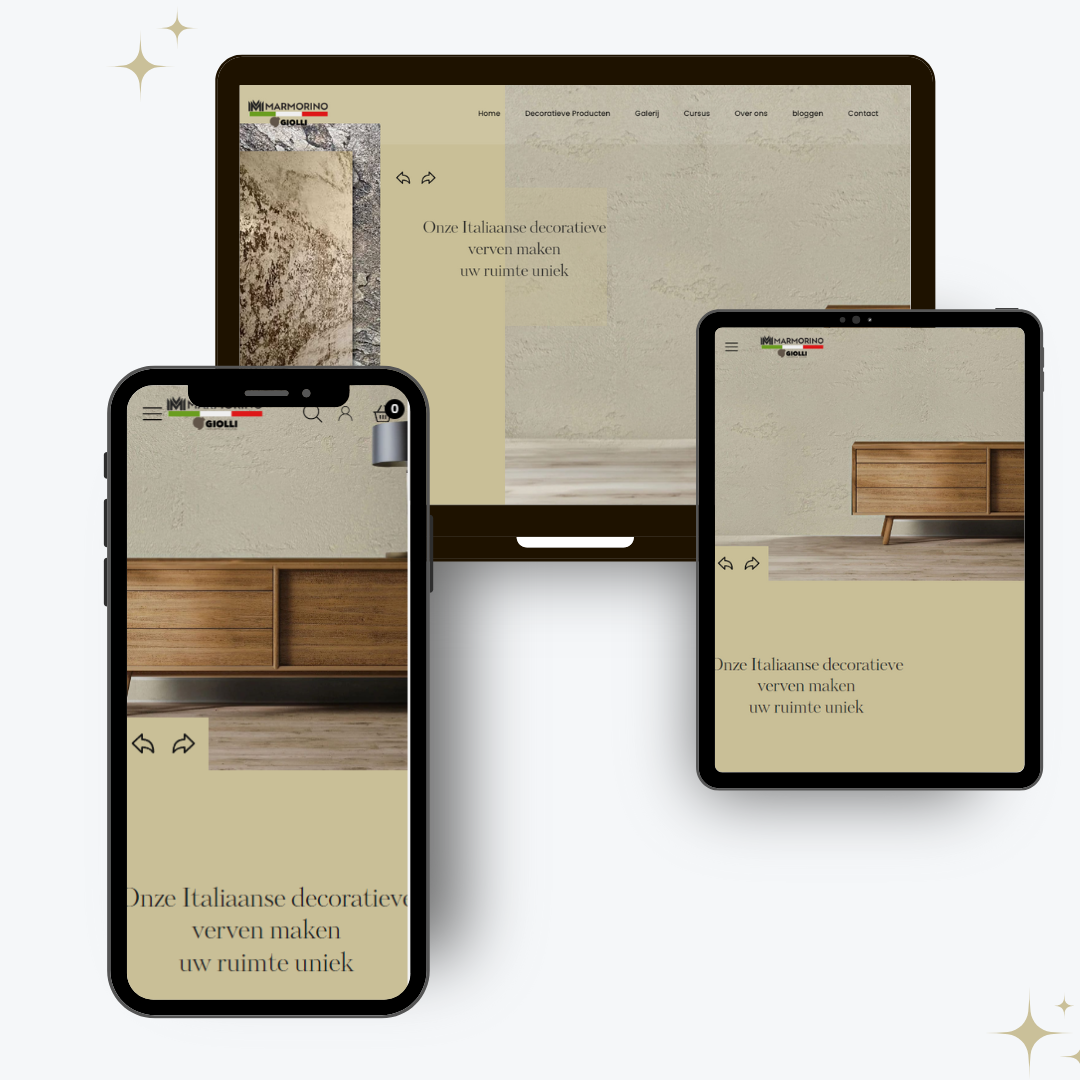 MARMORINO
GIOLLI
Home Decoratieve Producten Galerij Cursus Over ons bloggen Contact
Onze Italiaanse decoratieve
verven maken
uw ruimte uniek
MARMORINO
GIOLLI
Onze Italiaanse decoratieve
verven maken
uw ruimte uniek
MARMORINO
GIOLLI
0
Onze Italiaanse decoratieve
verven maken
uw ruimte uniek